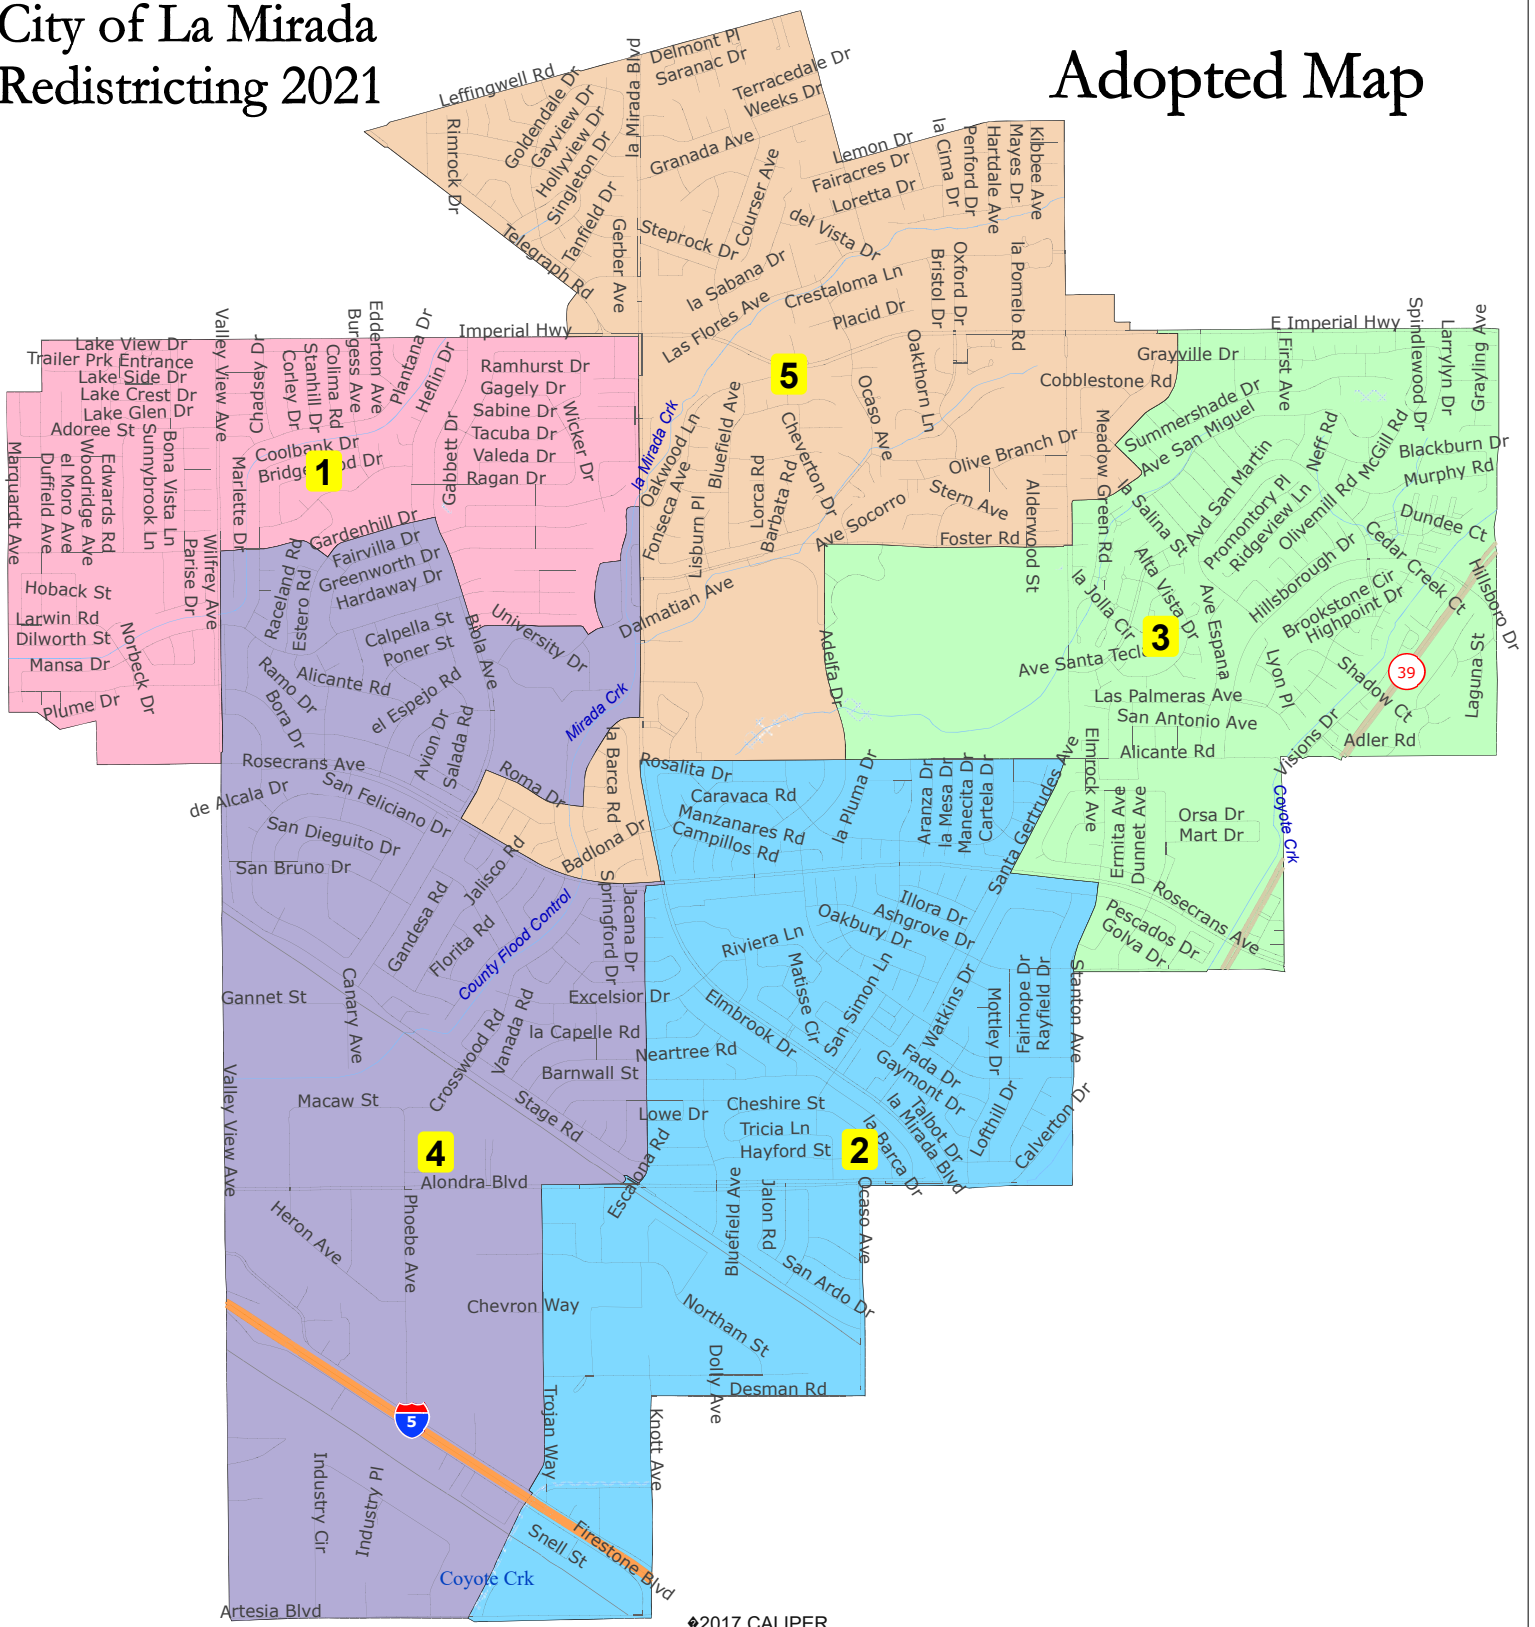 City of La Mirada
Redistricting 2021
Adopted Map
Leffingwell Rd
Goldendale Dr
Gayview Dr
Hollyview Dr
Singleton Dr
Tanfield Dr
Rimrock Dr
Telegraph Rd
Gerber Ave
la Mirada Blvd
Delmont Pl
Saranac Dr
Terracedale Dr
Weeks Dr
Granada Ave
Courser Ave
Steprock Dr
Lemon Dr
Fairacres Dr
Loretta Dr
del Vista Dr
la Cima Dr
Penford Dr
Hartdale Ave
Mayes Dr
Kibbee Ave
la Sabana Dr
Las Flores Ave
Crestaloma Ln
Placid Dr
Bristol Dr
Oxford Dr
la Pomelo Rd
Oakthorn Ln
Ocaso Ave
5
Cobblestone Rd
Grayville Dr
la Mirada Crk
Oakwood Ln
Fonseca Ave
Bluefield Ave
Lisburn Pl
Lorca Rd
Barbata Rd
Cheverton Dr
Ave Socorro
Olive Branch Dr
Stern Ave
Foster Rd
Alderwood St
Meadow Green Rd
Dalmatian Ave
Adelfa Dr
Imperial Hwy
Lake View Dr
Trailer Prk Entrance
Lake Side Dr
Lake Crest Dr
Lake Glen Dr
Adoree St
Marquardt Ave
Duffield Ave
el Moro Ave
Woodridge Ave
Edwards Rd
Sunnybrook Ln
Bona Vista Ln
Parise Dr
Wilfrey Ave
Valley View Ave
Marlette Dr
Chasey Dr
Corley Dr
Stanhill Dr
Colima Rd
Burgess Ave
Edderton Ave
Plantana Dr
Heflin Dr
Gabbett Dr
Ramhurst Dr
Gagely Dr
Sabine Dr
Tacuba Dr
Valeda Dr
Ragan Dr
Wicker Dr
Coolbank Dr
1
Gardenhill Dr
Hoback St
Larwin Rd
Dilworth St
Mansa Dr
Norbeck Dr
Plume Dr
E Imperial Hwy
First Ave
Spindlewood Dr
Larrylyn Dr
Grayling Ave
Summershade Dr
Ave San Miguel
Avd San Martin
Neff Rd
McGill Rd
Blackburn Dr
Murphy Rd
la Salina St
Promontory Pl
Ridgeview Ln
Olivemill Rd
Hillsborough Dr
Dundee Ct
Cedar Creek Ct
Brookstone Cir
Highpoint Dr
Hillsboro Dr
Alta Vista Dr
Ave Espana
la Jolla Cir
3
Ave Santa Tecla
Las Palmeras Ave
San Antonio Ave
Alicante Rd
Lyon Pl
Shadow Ct
39
Laguna St
Adler Rd
Visions Dr
Coyote Crk
Elmrock Ave
Ermita Ave
Dunnet Ave
Orsa Dr
Mart Dr
Rosecrans Ave
Pescados Dr
Golva Dr
Santa Gertrudes Ave
Raceland Rd
Estero Rd
Fairvilla Dr
Greenworth Dr
Hardaway Dr
Calpella St
Poner St
Biola Ave
University Dr
Ramo Dr
Bora Dr
Alicante Rd
el Espejo Rd
Avion Dr
Salada Rd
Mirada Crk
Rosecrans Ave
de Alcala Dr
San Feliciano Dr
San Dieguito Dr
San Bruno Dr
Roma Dr
la Barca Rd
Badlona Dr
Jalisco Rd
Gandesa Rd
Florita Rd
County Flood Control
Springford Dr
Jacana Dr
Gannet St
Canary Ave
Crosswood Rd
Vanada Rd
Excelsior Dr
la Capelle Rd
Barnwall St
Stage Rd
Macaw St
Valley View Ave
4
Alondra Blvd
Heron Ave
Phoebe Ave
Chevron Way
Trojan Way
5
Industry Cir
Industry Pl
Artesia Blvd
Coyote Crk
Snell St
Firestone Blvd
Knott Ave
Rosalita Dr
Caravaca Rd
Manzanares Rd
Campillos Rd
la Pluma Dr
Aranza Dr
la Mesa Dr
Manecita Dr
Cartela Dr
Illora Dr
Ashgrove Dr
Oakbury Dr
Riviera Ln
Matisse Cir
San Simon Ln
Watkins Dr
Mottley Dr
Fairhope Dr
Rayfield Dr
Stanton Ave
Elmbrook Dr
Neartree Rd
Fada Dr
Gaymont Dr
Talbot Dr
la Mirada Blvd
Lofthill Dr
Calverton Dr
Lowe Dr
Cheshire St
Tricia Ln
Hayford St
2
la Barca Dr
Escalona Rd
Bluefield Ave
Jalon Rd
Ocaso Ave
San Ardo Dr
Northam St
Dolly Ave
Desman Rd
�2017 CALIPER